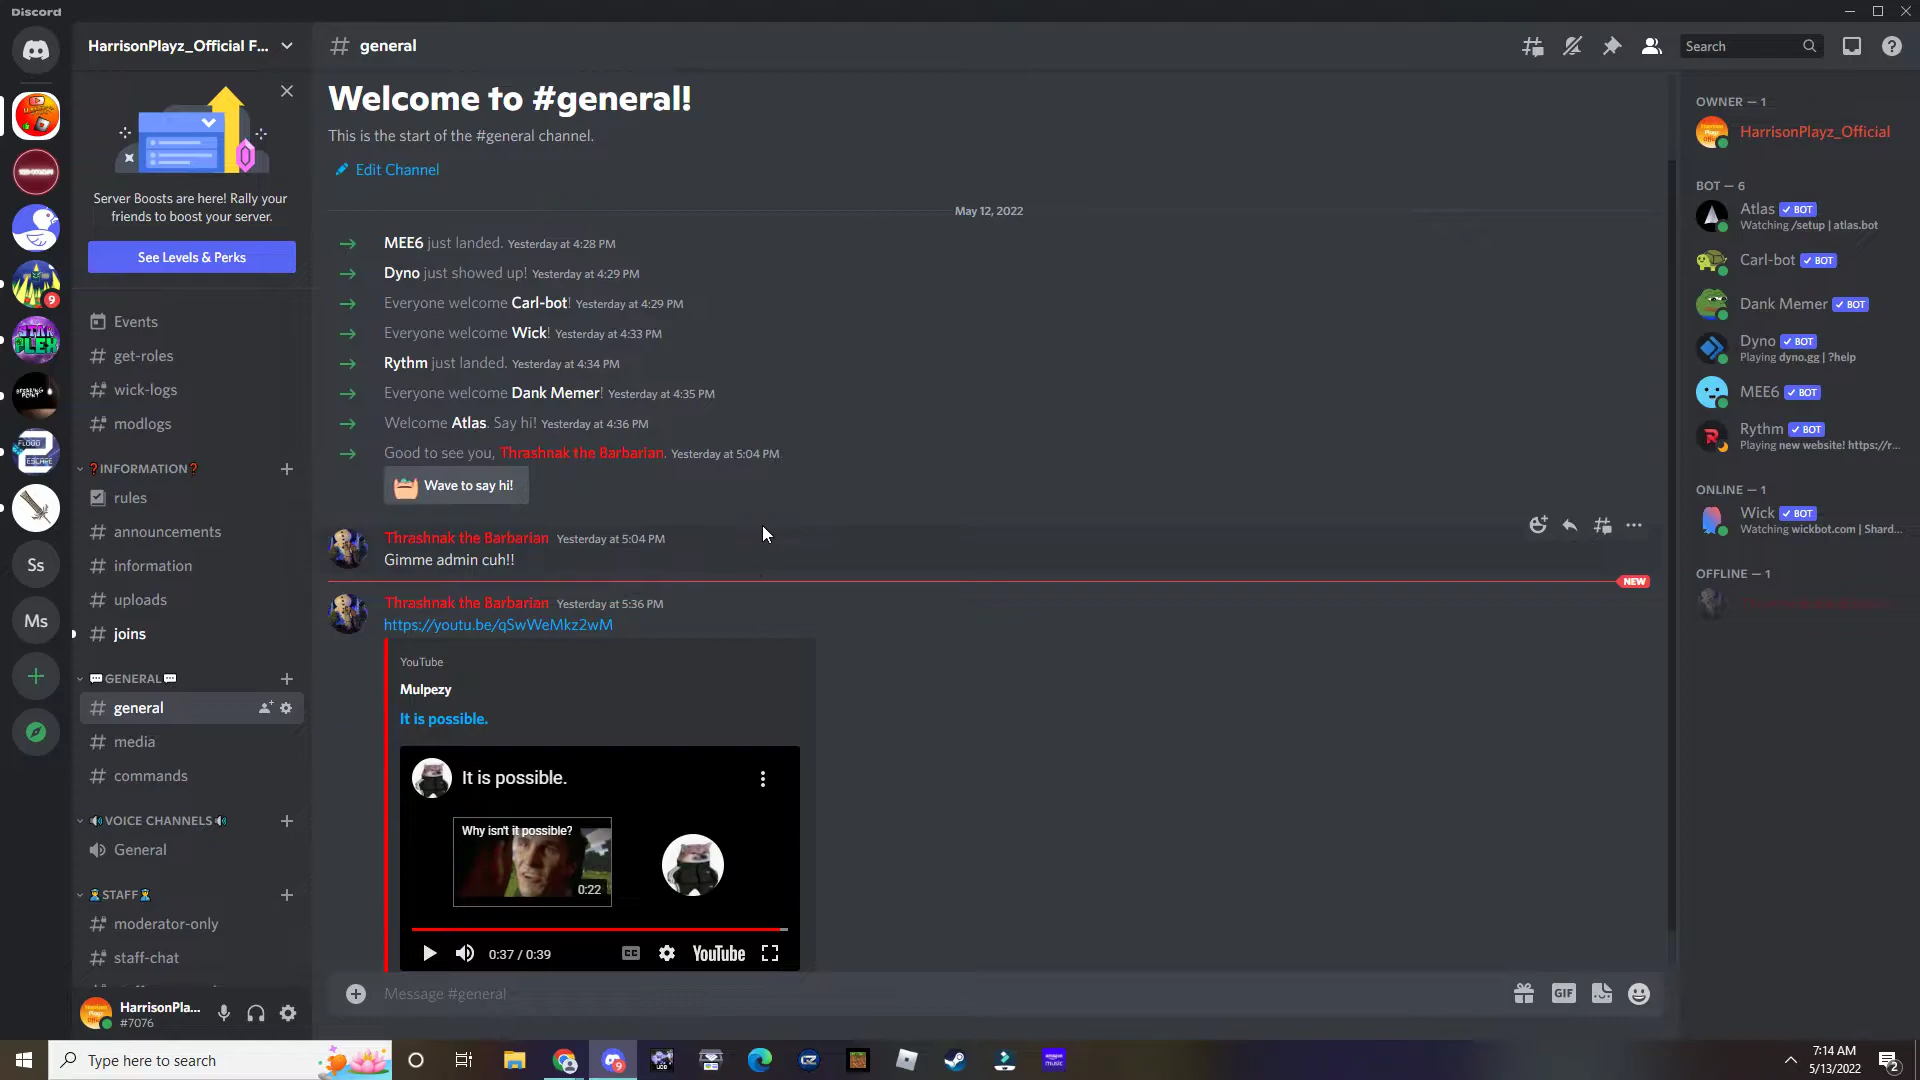 Discord
HarrisonPlayz_Official F...
Server Boosts are here! Rally your
friends to boost your server.
See Levels & Perks
Events
get-roles
wick-logs
modlogs
❓INFORMATION❓
rules
announcements
information
uploads
joins
💬GENERAL💬
general
media
commands
🔊VOICE CHANNELS🔊
General
STAFF
moderator-only
staff-chat
HarrisonPla...
#7076
9
Ss
Ms
# general
Search
Welcome to #general!
This is the start of the #general channel.
Edit Channel
May 12, 2022
MEE6 just landed. Yesterday at 4:28 PM
Dyno just showed up! Yesterday at 4:29 PM
Everyone welcome Carl-bot! Yesterday at 4:29 PM
Everyone welcome Wick! Yesterday at 4:33 PM
Rythm just landed. Yesterday at 4:34 PM
Everyone welcome Dank Memer! Yesterday at 4:35 PM
Welcome Atlas. Say hi! Yesterday at 4:36 PM
Good to see you, Thrashnak the Barbarian. Yesterday at 5:04 PM
Wave to say hi!
Thrashnak the Barbarian Yesterday at 5:04 PM
Gimme admin cuh!!
NEW
Thrashnak the Barbarian Yesterday at 5:36 PM
https://youtu.be/qSwWeMkz2wM
YouTube
Mulpezy
It is possible.
It is possible.
Why isn't it possible?
0:22
0:37 / 0:39
CC
YouTube
Message #general
GIF
OWNER — 1
HarrisonPlayz_Official
BOT — 6
Atlas ✓ BOT
Watching /setup | atlas.bot
Carl-bot ✓ BOT
Dank Memer ✓ BOT
Dyno ✓ BOT
Playing dyno.gg | ?help
MEE6 ✓ BOT
Rythm ✓ BOT
Playing new website! https://r...
ONLINE — 1
Wick ✓ BOT
Watching wickbot.com | Shard...
OFFLINE — 1
Type here to search
9
amazon
music
7:14 AM
5/13/2022
2